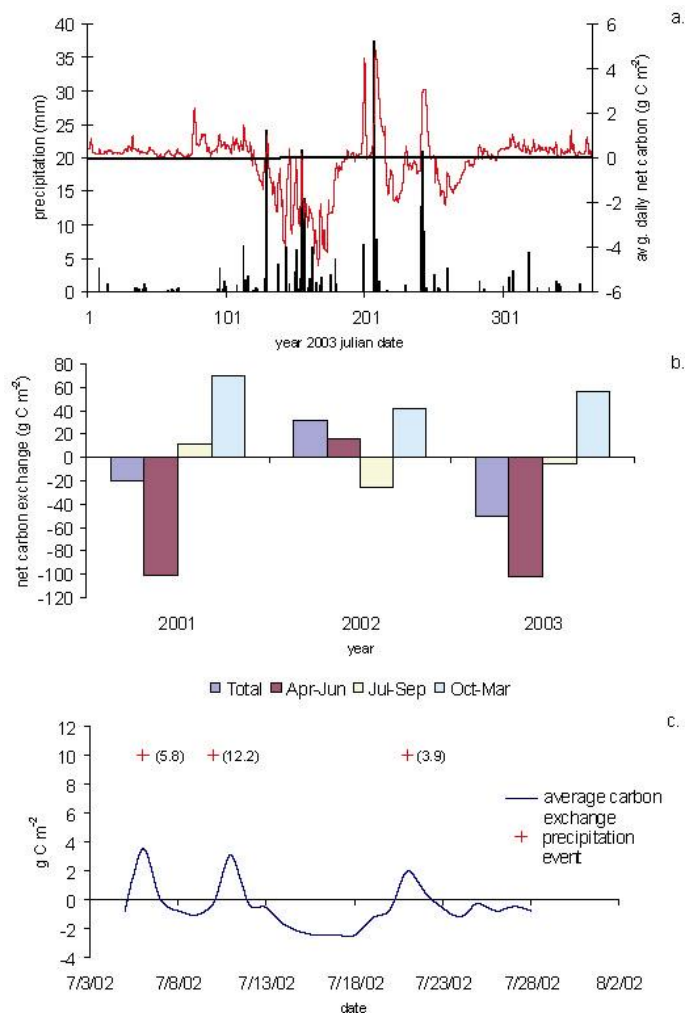 a.
40
35
30
25
20
15
10
5
0
precipitation (mm)
6
4
2
0
-2
-4
-6
avg. daily net carbon (g C m-2)
1 101 201 301
year 2003 julian date
b.
80
60
40
20
0
-20
-40
-60
-80
-100
-120
net carbon exchange (g C m-2)
2001 2002 2003
year
Total Apr-Jun Jul-Sep Oct-Mar
c.
12
10
8
6
4
2
0
-2
-4
g C m-2
(5.8) (12.2) (3.9)
average carbon
exchange
precipitation
event
7/3/02 7/8/02 7/13/02 7/18/02 7/23/02 7/28/02 8/2/02
date